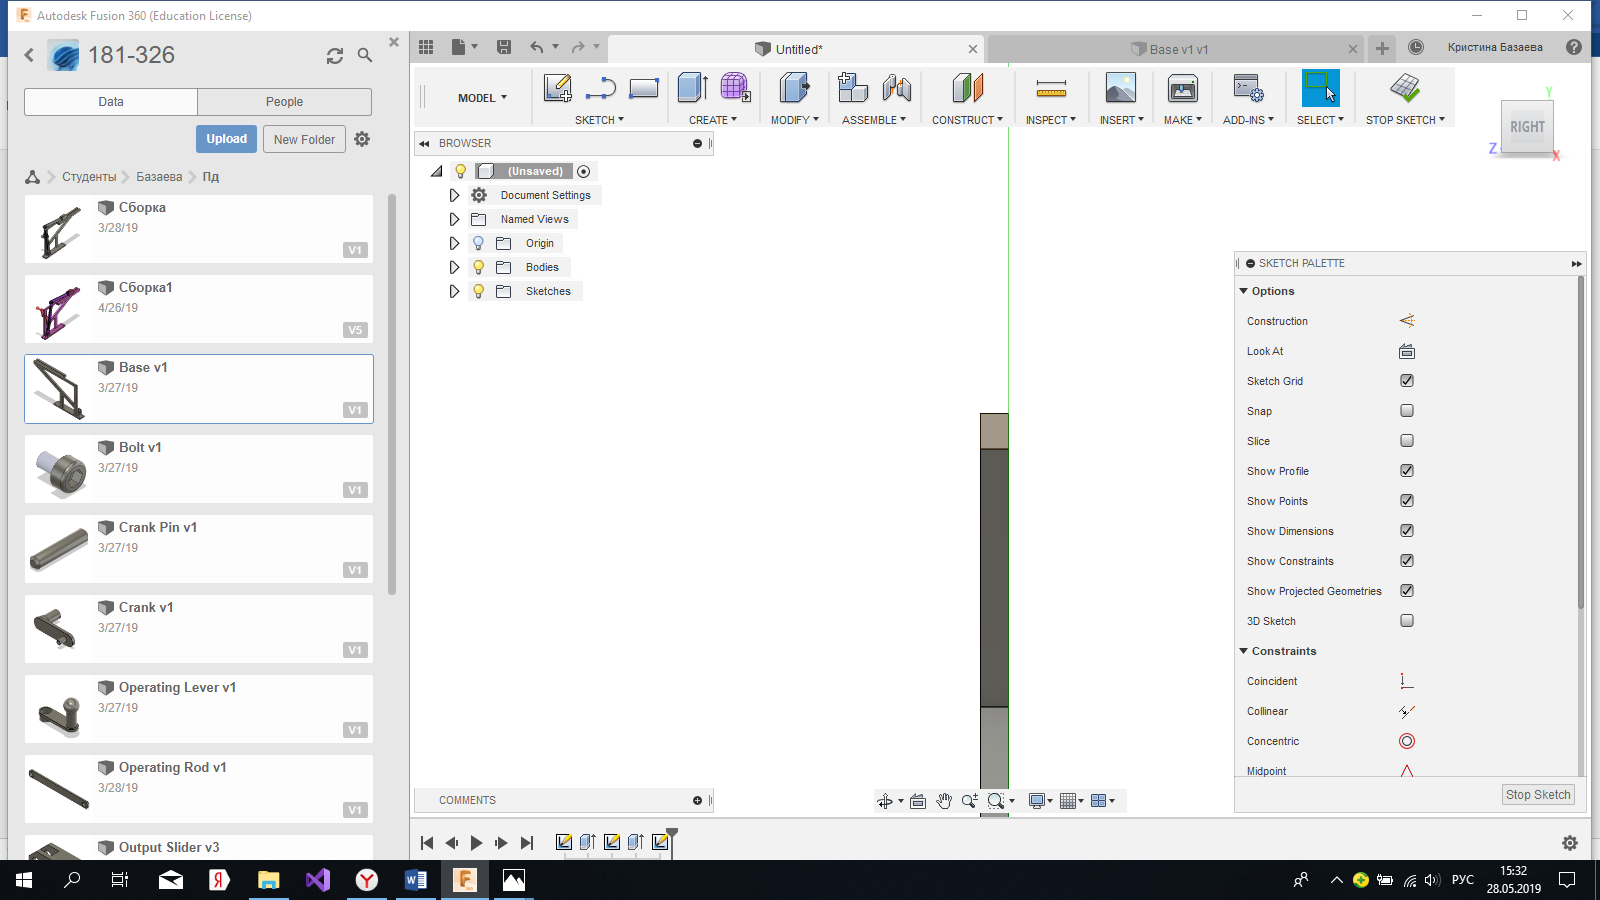 Autodesk Fusion 360 (Education License)
181-326
Data
People
Upload
New Folder
Студенты
Базаева
Пд
Сборка
3/28/19
V1
Сборка1
4/26/19
V5
Base v1
3/27/19
V1
Bolt v1
3/27/19
V1
Crank Pin v1
3/27/19
V1
Crank v1
3/27/19
V1
Operating Lever v1
3/27/19
V1
Operating Rod v1
3/28/19
V1
Output Slider v3
Untitled*
Base v1 v1
Кристина Базаева
MODEL
SKETCH
CREATE
MODIFY
ASSEMBLE
CONSTRUCT
INSPECT
INSERT
MAKE
ADD-INS
SELECT
STOP SKETCH
BROWSER
(Unsaved)
Document Settings
Named Views
Origin
Bodies
Sketches
Y
RIGHT
Z
X
SKETCH PALETTE
Options
Construction
Look At
Sketch Grid
Snap
Slice
Show Profile
Show Points
Show Dimensions
Show Constraints
Show Projected Geometries
3D Sketch
Constraints
Coincident
Collinear
Concentric
Midpoint
Stop Sketch
COMMENTS
РУС
15:32
28.05.2019